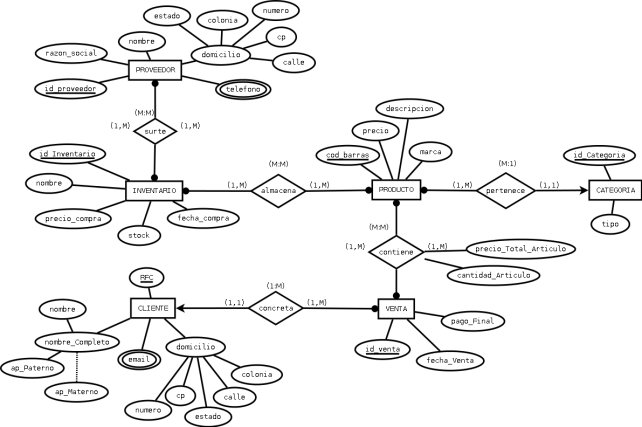 estado
colonia
numero
nombre
cp
razon_social
domicilio
calle
PROVEEDOR
id_proveedor
telefono
descripcion
(M:M)
(1,M)
surte
(1,M)
precio
id_Inventario
cod_barras
marca
id_Categoria
(M:M)
(M:1)
nombre
INVENTARIO
(1,M)
almacena
(1,M)
PRODUCTO
(1,M)
pertenece
(1,1)
CATEGORIA
precio_compra
fecha_compra
tipo
stock
(M:M)
(1,M)
contiene
(1,M)
precio_Total_Articulo
cantidad_Articulo
RFC
(1:M)
nombre
CLIENTE
(1,1)
concreta
(1,M)
VENTA
pago_Final
nombre_Completo
email
domicilio
id_venta
fecha_Venta
ap_Paterno
colonia
ap_Materno
cp
calle
numero
estado